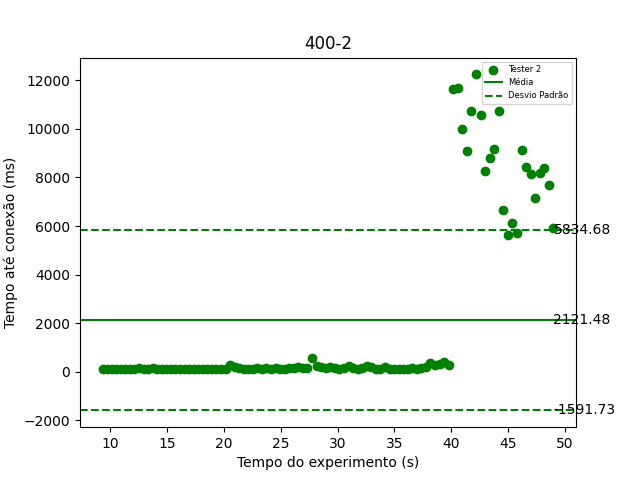 400-2
Tester 2
Média
Desvio Padrão
Tempo até conexão (ms)
12000
10000
8000
6000
4000
2000
0
−2000
5834.68
2121.48
-1591.73
10 15 20 25 30 35 40 45 50
Tempo do experimento (s)